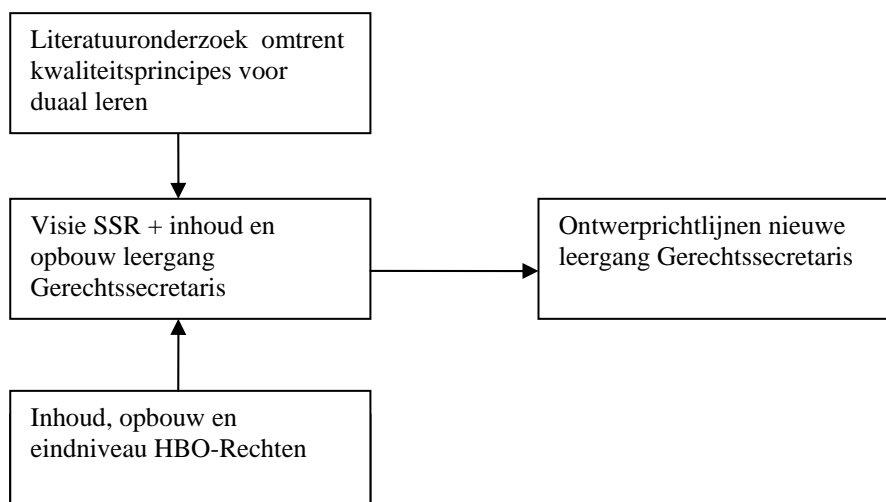 Literatuuronderzoek omtrent
kwaliteitsprincipes voor
duaal leren
Visie SSR + inhoud en
opbouw leergang
Gerechtssecretaris
Ontwerprichtlijnen nieuwe
leergang Gerechtssecretaris
Inhoud, opbouw en
eindniveau HBO-Rechten